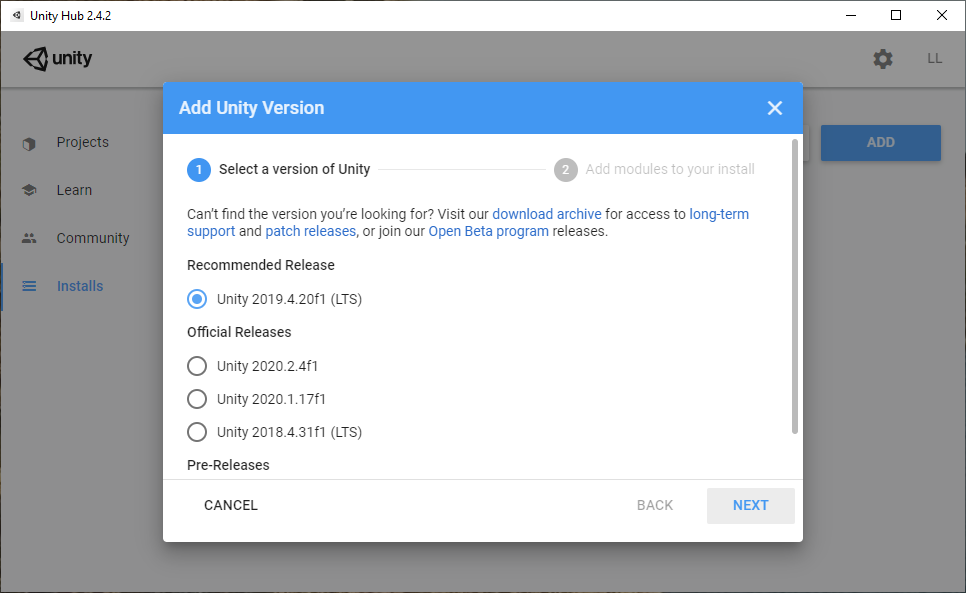 Unity Hub 2.4.2
unity
LL
Add Unity Version
Projects
ADD
1 Select a version of Unity
2 Add modules to your install
Learn
Can't find the version you're looking for? Visit our download archive for access to long-term
support and patch releases, or join our Open Beta program releases.
Community
Recommended Release
Installs
Unity 2019.4.20f1 (LTS)
Official Releases
Unity 2020.2.4f1
Unity 2020.1.17f1
Unity 2018.4.31f1 (LTS)
Pre-Releases
CANCEL
BACK
NEXT